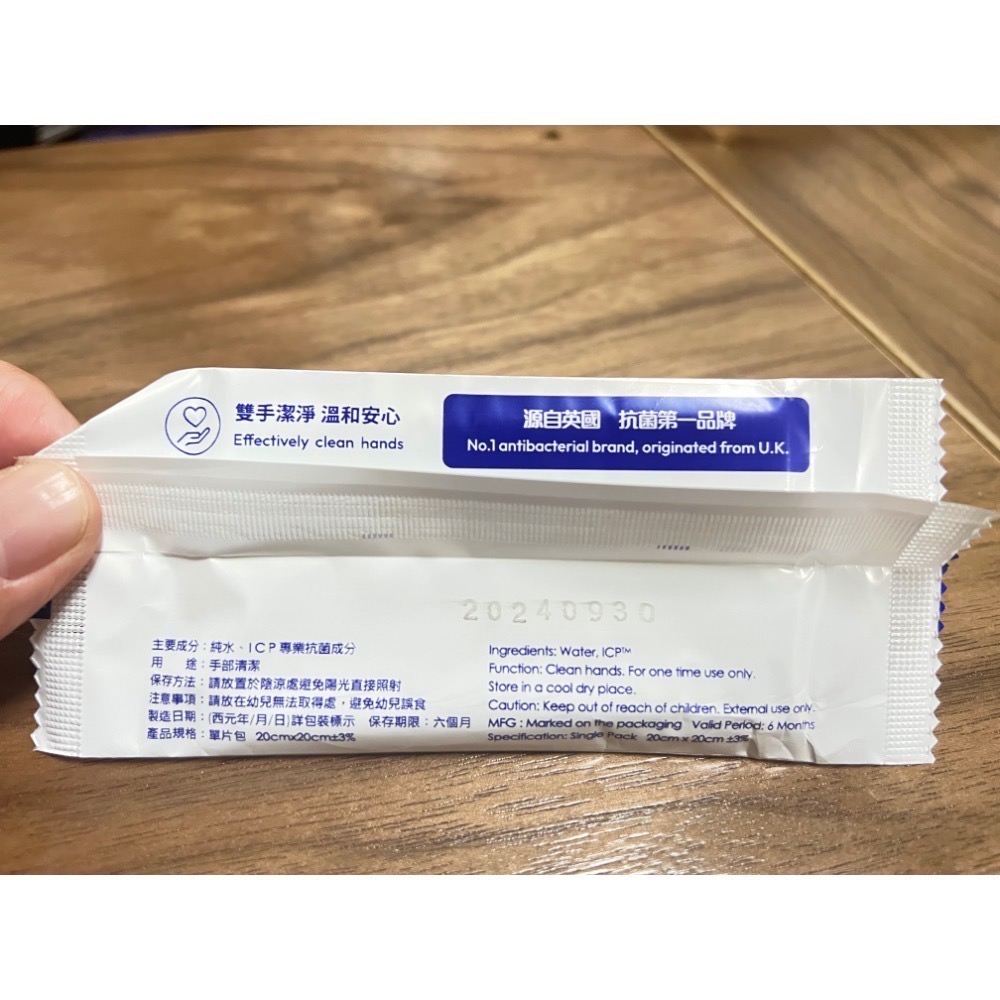 雙手潔淨 溫和安心
Effectively clean hands
源自英國 抗菌第一品牌
No.1 antibacterial brand, originated from U.K.
20240930
主要成分：純水、ICP專業抗菌成分
用 途：手部清潔
保存方法：請放置於陰涼處避免陽光直接照射
注意事項：請放在幼兒無法取得處，避免幼兒誤食
製造日期：(西元年/月/日)詳包裝標示 保存期限：六個月
產品規格：單片包 20cmx20cm±3%
Ingredients: Water, ICP™
Function: Clean hands. For one time use only.
Store in a cool dry place.
Caution: Keep out of reach of children. External use only.
MFG : Marked on the packaging Valid Period: 6 Months
Specification: Single Pack 20cm x 20cm ±3%